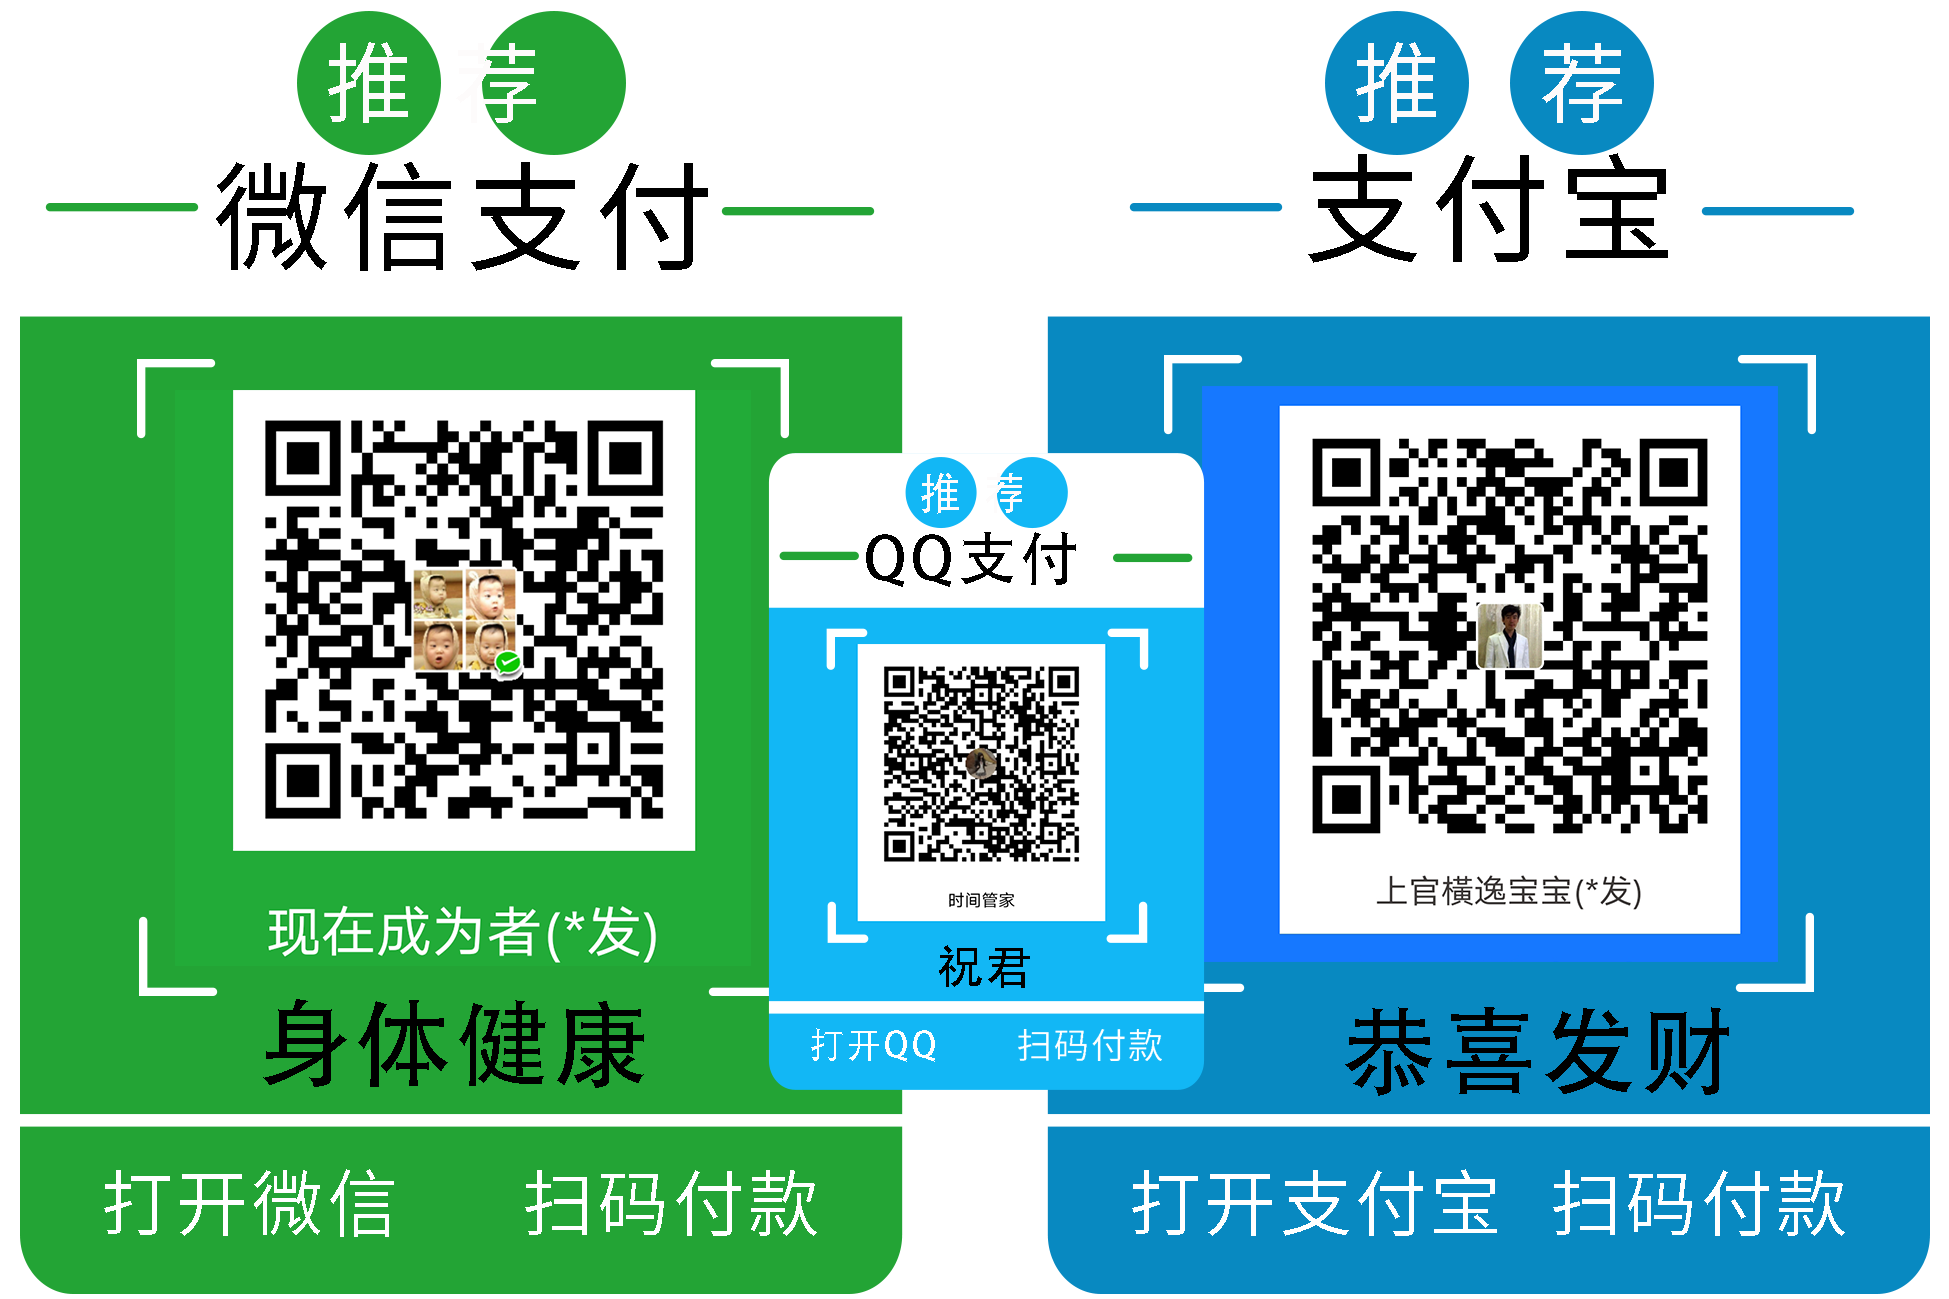 推荐
微信支付
现在成为者(*发)
身体健康
打开微信 扫码付款
推荐
QQ支付
时间管家
祝君
打开QQ 扫码付款
推荐
支付宝
上官橫逸宝宝(*发)
恭喜发财
打开支付宝 扫码付款